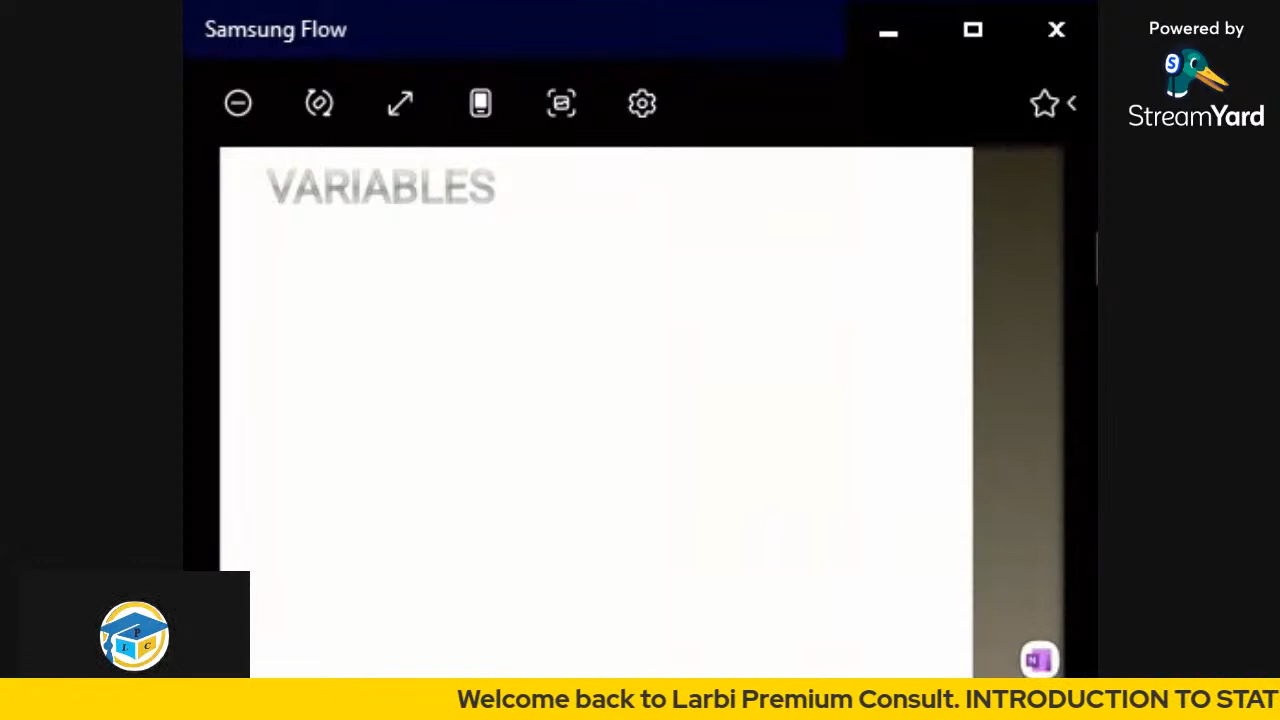 Samsung Flow
Powered by
S
StreamYard
VARIABLES
P
L C
N
Welcome back to Larbi Premium Consult. INTRODUCTION TO STAT